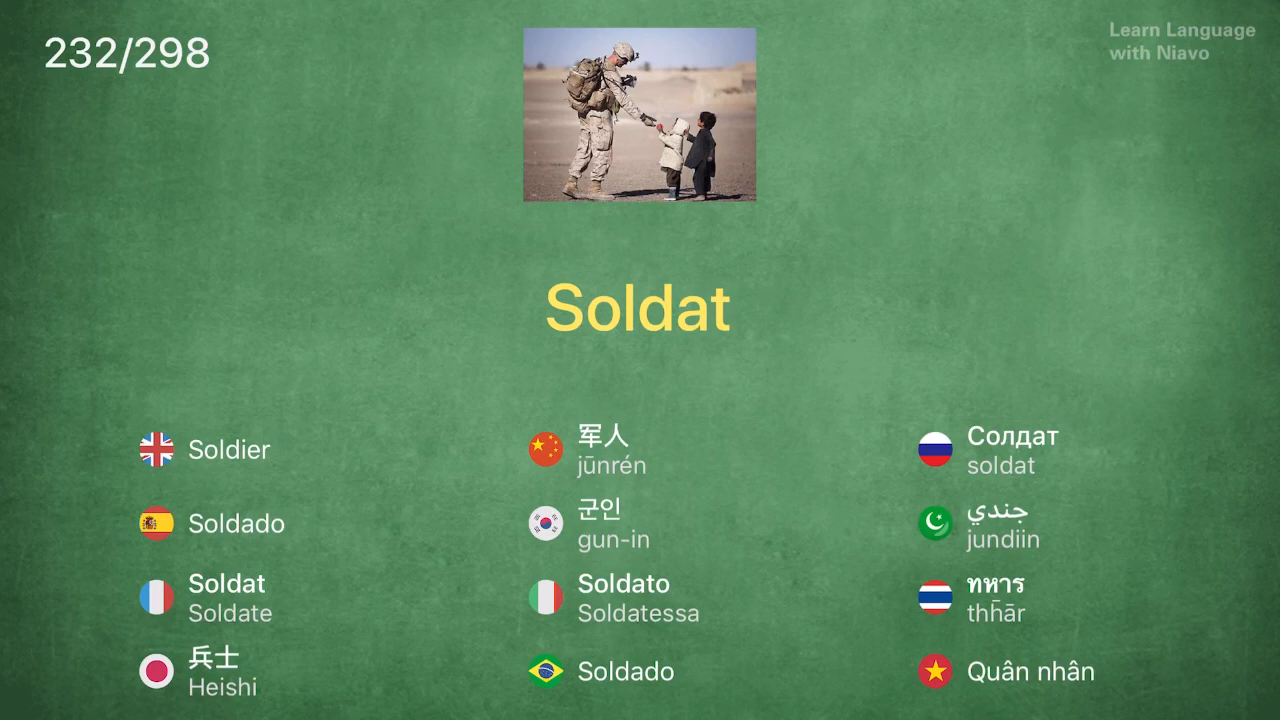 232/298
Learn Language
with Niavo
Soldat
Soldier
Soldado
Soldat
Soldate
兵士
Heishi
军人
jūnrén
군인
gun-in
Soldato
Soldatessa
Soldado
Солдат
soldat
جندي
jundiin
ทหาร
thh̄ār
Quân nhân